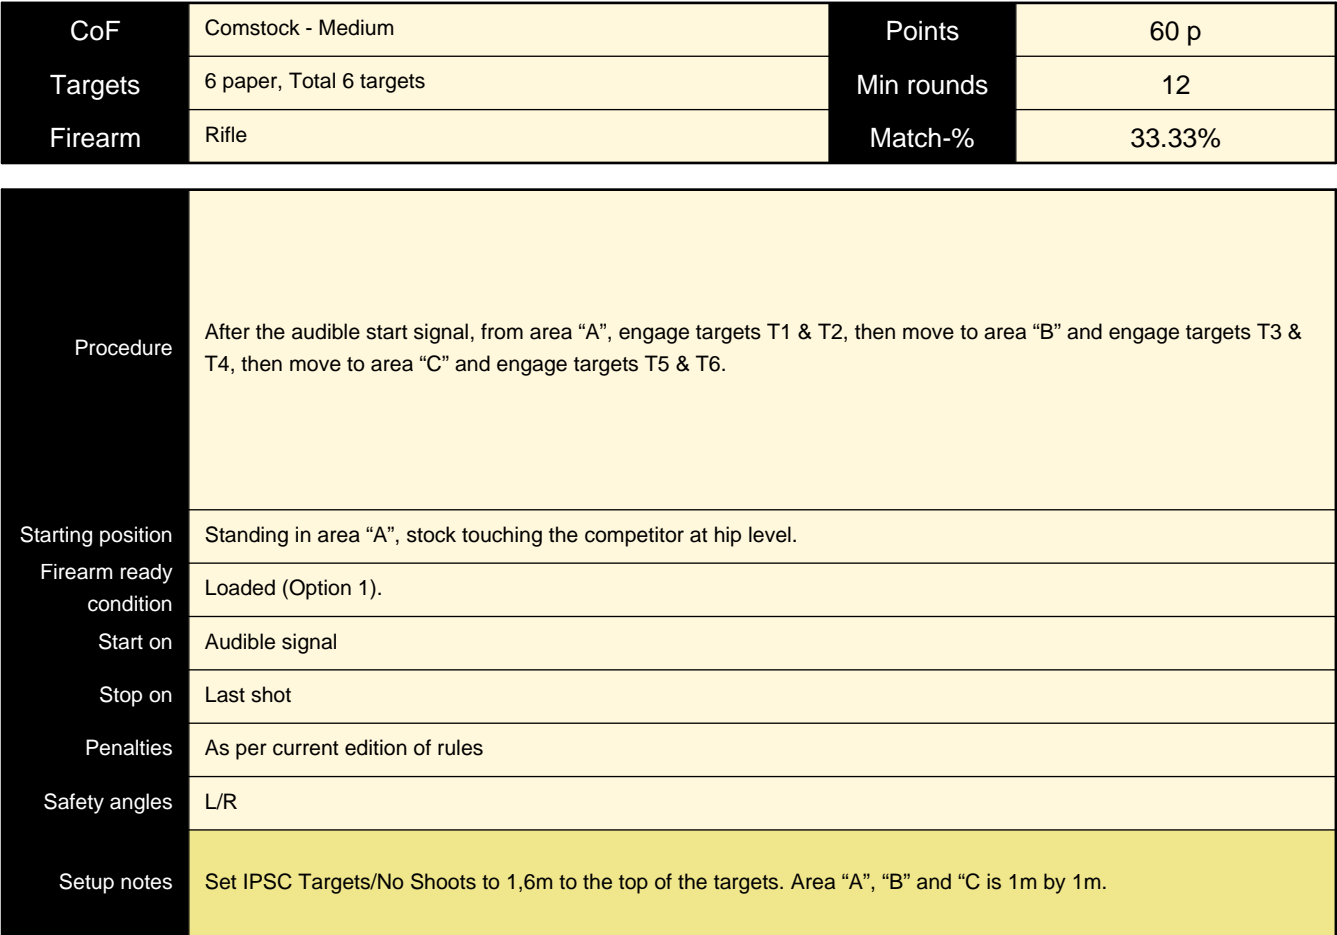 CoF Comstock - Medium Points 60 p
Targets 6 paper, Total 6 targets Min rounds 12
Firearm Rifle Match-% 33.33%
Procedure
After the audible start signal, from area “A”, engage targets T1 & T2, then move to area “B” and engage targets T3 &
T4, then move to area “C” and engage targets T5 & T6.
Starting position Standing in area “A”, stock touching the competitor at hip level.
Firearm ready
condition
Loaded (Option 1).
Start on Audible signal
Stop on Last shot
Penalties As per current edition of rules
Safety angles L/R
Setup notes Set IPSC Targets/No Shoots to 1,6m to the top of the targets. Area “A”, “B” and “C is 1m by 1m.